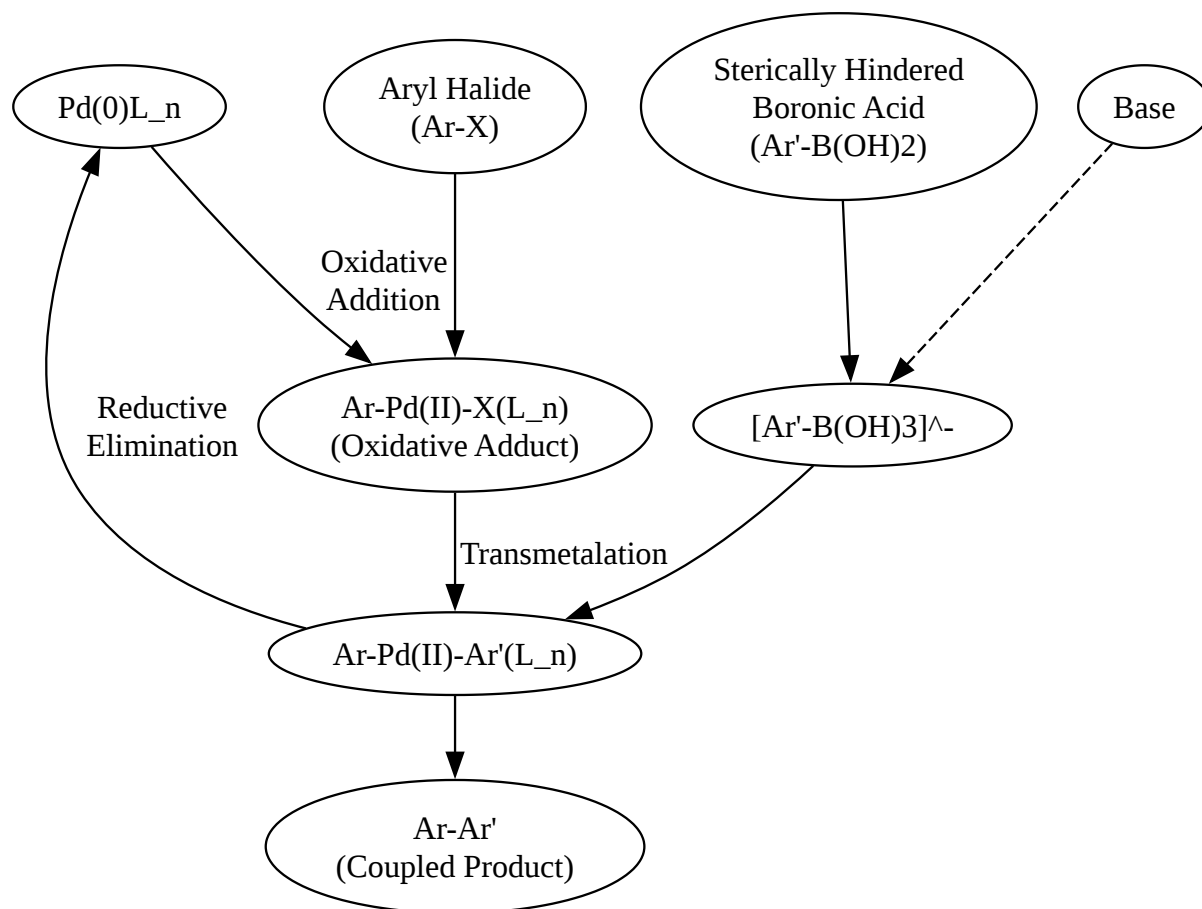 Pd(0)L_n
Aryl Halide
(Ar-X)
Sterically Hindered
Boronic Acid
(Ar'-B(OH)2)
Base
Oxidative
Addition
Reductive
Elimination
Ar-Pd(II)-X(L_n)
(Oxidative Adduct)
[Ar'-B(OH)3]^-
Transmetalation
Ar-Pd(II)-Ar'(L_n)
Ar-Ar'
(Coupled Product)